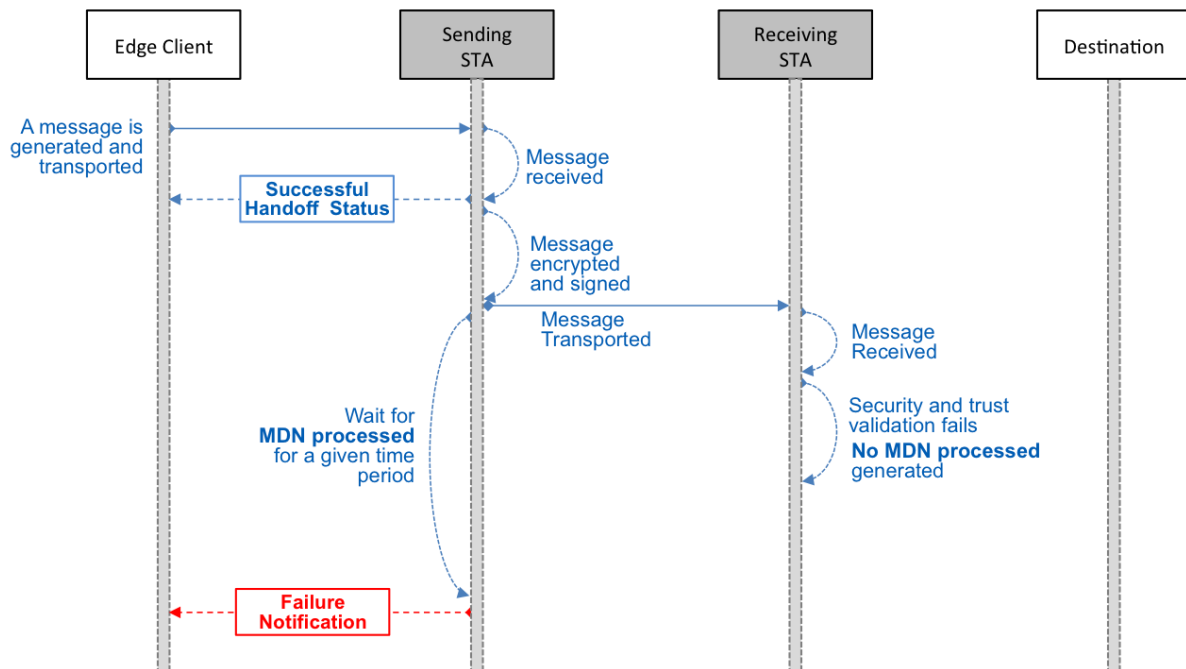 Edge Client
Sending
STA
Receiving
STA
Destination
A message is
generated and
transported
Message
received
Successful
Handoff Status
Message
encrypted
and signed
Message
Transported
Message
Received
Wait for
MDN processed
for a given time
period
Security and trust
validation fails
No MDN processed
generated
Failure
Notification